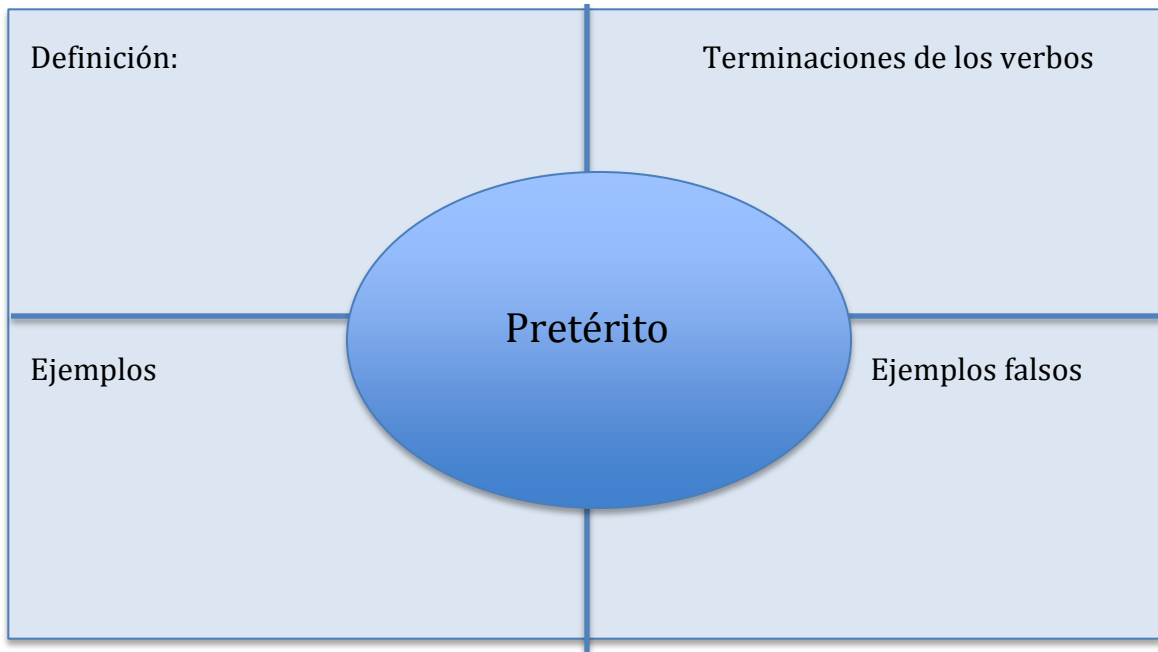 Definición:
Terminaciones de los verbos
Pretérito
Ejemplos
Ejemplos falsos